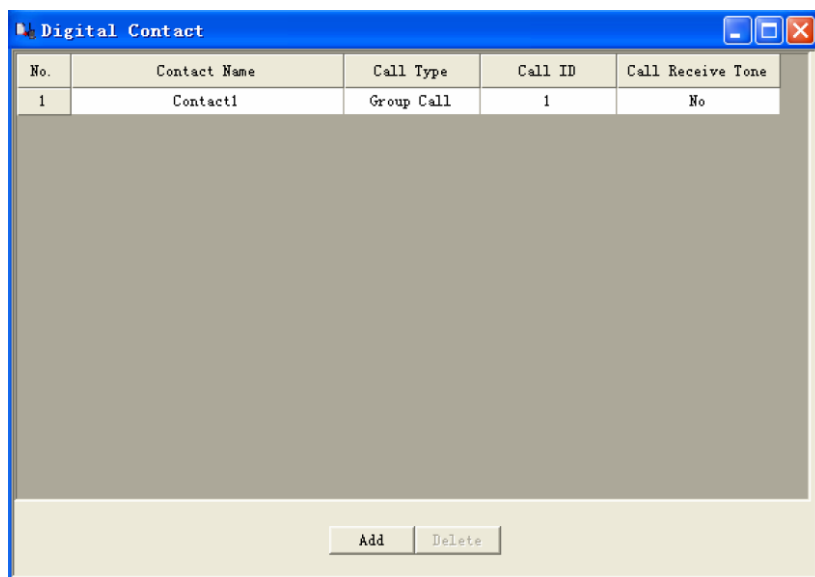 Digital Contact
No. Contact Name Call Type Call ID Call Receive Tone
1 Contact1 Group Call 1 No
Add Delete